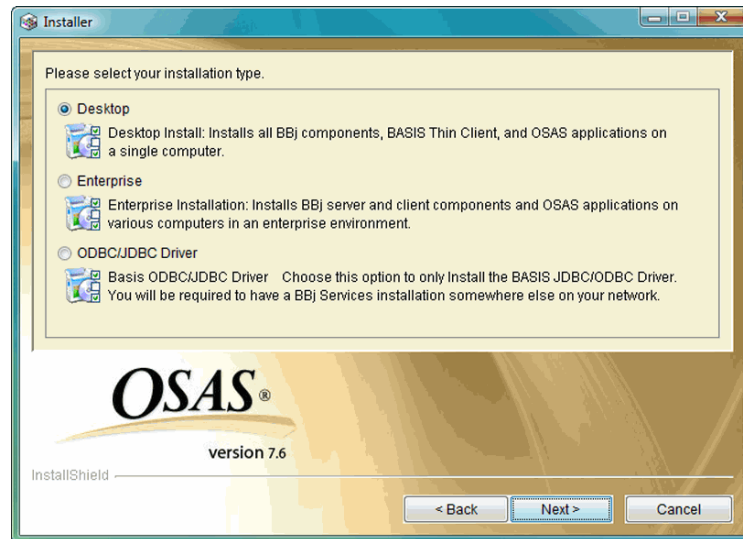 Installer
Please select your installation type.
Desktop
Desktop Install: Installs all BBj components, BASIS Thin Client, and OSAS applications on
a single computer.
Enterprise
Enterprise Installation: Installs BBj server and client components and OSAS applications on
various computers in an enterprise environment.
ODBC/JDBC Driver
Basis ODBC/JDBC Driver Choose this option to only Install the BASIS JDBC/ODBC Driver.
You will be required to have a BBj Services installation somewhere else on your network.
OSAS®
version 7.6
InstallShield
< Back Next > Cancel